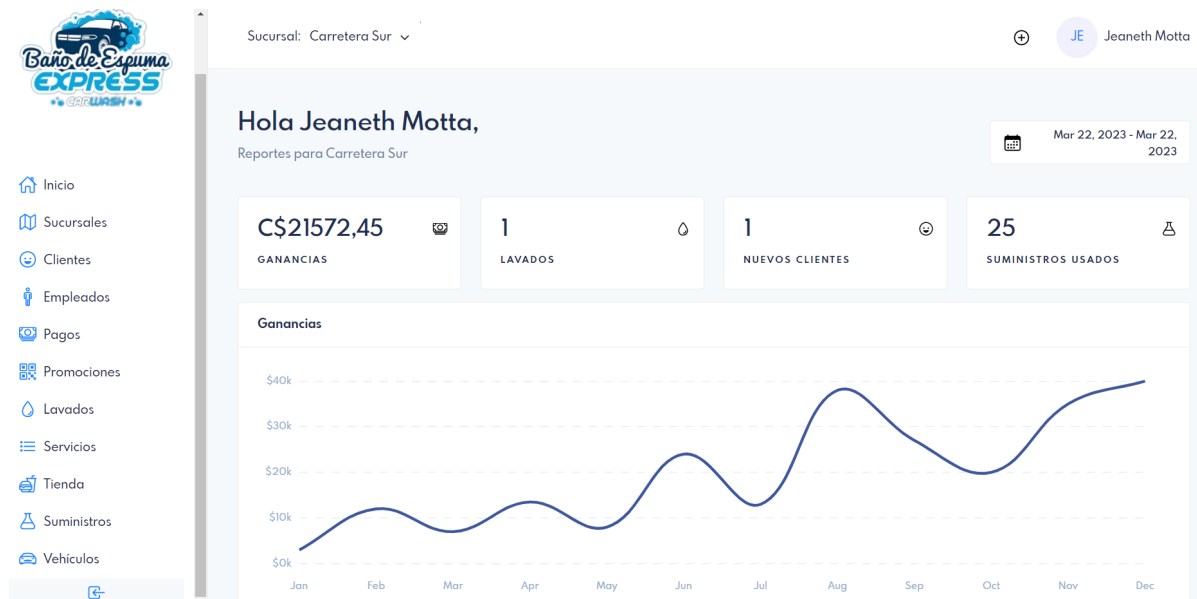 Baño de Espuma
EXPRESS
CARWASH
Inicio
Sucursales
Clientes
Empleados
Pagos
Promociones
Lavados
Servicios
Tienda
Suministros
Vehículos
Sucursal: Carretera Sur
JE Jeaneth Motta
Hola Jeaneth Motta,
Reportes para Carretera Sur
Mar 22, 2023 - Mar 22,
2023
C$21572,45
GANANCIAS
1
LAVADOS
1
NUEVOS CLIENTES
25
SUMINISTROS USADOS
Ganancias
$40k
$30k
$20k
$10k
$0k
Jan Feb Mar Apr May Jun Jul Aug Sep Oct Nov Dec